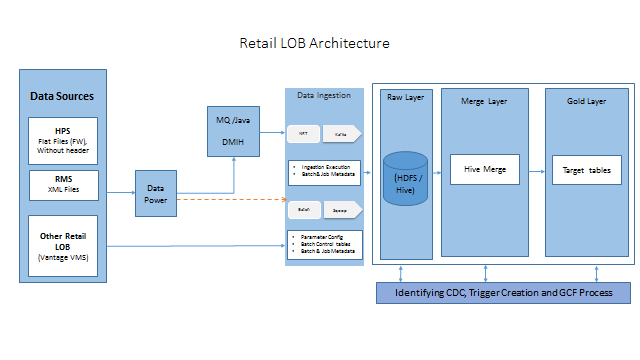 Retail LOB Architecture
Data Sources
HPS
Flat Files (FW),
Without header
RMS
XML Files
Other Retail
LOB
(Vantage VMS)
Data
Power
MQ /Java
DMIH
Data Ingestion
NRT
Kafka
Ingestion Execution
Batch& Job Metadata
Batch
Sqoop
Parameter Config
Batch Control tables
Batch & Job Metadata
Raw Layer
(HDFS /
Hive)
Merge Layer
Hive Merge
Gold Layer
Target tables
Identifying CDC, Trigger Creation and GCF Process